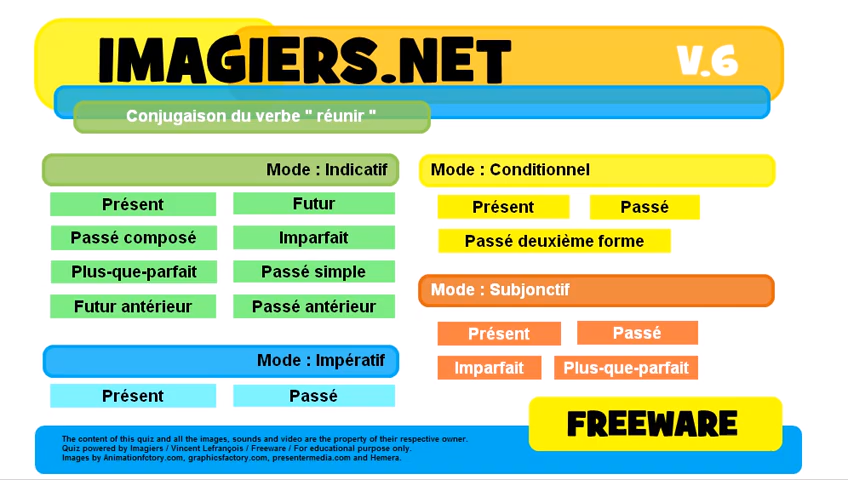 IMAGIERS.NET
V.6
Conjugaison du verbe " réunir "
Mode : Indicatif
Présent
Futur
Passé composé
Imparfait
Plus-que-parfait
Passé simple
Futur antérieur
Passé antérieur
Mode : Impératif
Présent
Passé
Mode : Conditionnel
Présent
Passé
Passé deuxième forme
Mode : Subjonctif
Présent
Passé
Imparfait
Plus-que-parfait
FREEWARE
The content of this quiz and all the images, sounds and video are the property of their respective owner.
Quiz powered by Imagiers / Vincent Lefrançois / Freeware / For educational purpose only.
Images by Animationfctory.com, graphicsfactory.com, presentermedia.com and Hemera.